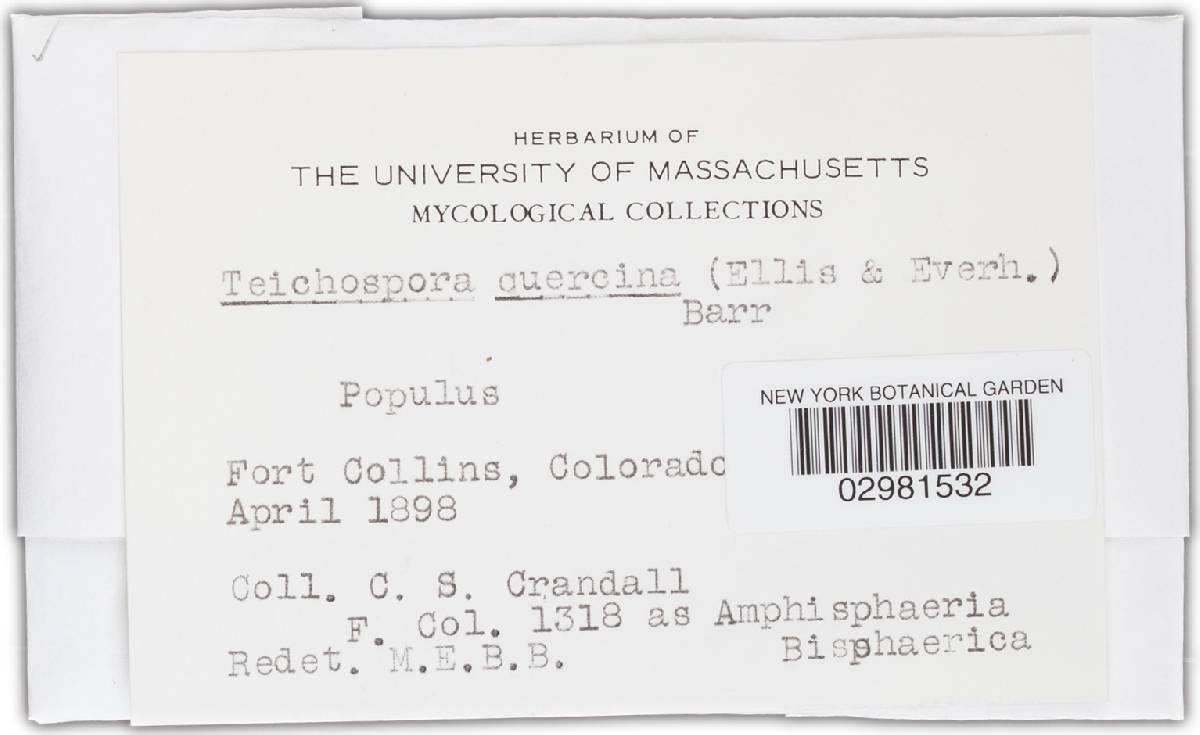 HERBARIUM OF
THE UNIVERSITY OF MASSACHUSETTS
MYCOLOGICAL COLLECTIONS
Teichospora quercina (Ellis & Everh.)
Barr
Populus
NEW YORK BOTANICAL GARDEN
02981532
Fort Collins, Colorado
April 1898
Coll. C. S. Crandall
F. Col. 1318 as Amphisphaeria
Bisphaerica
Redet. M.E.B.B.